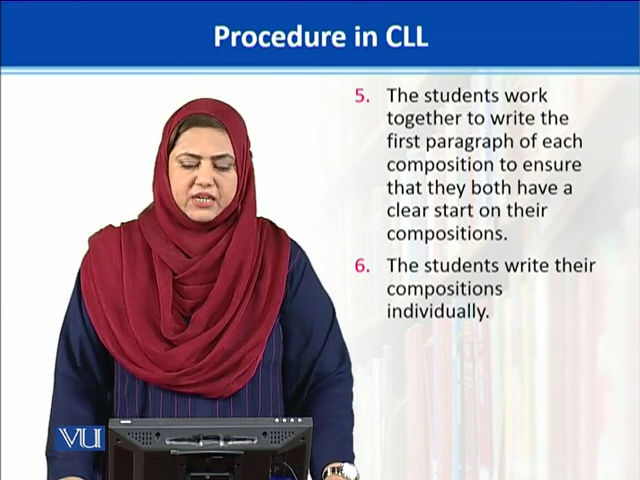 Procedure in CLL
5. The students work
together to write the
first paragraph of each
composition to ensure
that they both have a
clear start on their
compositions.
6. The students write their
compositions
individually.
VU